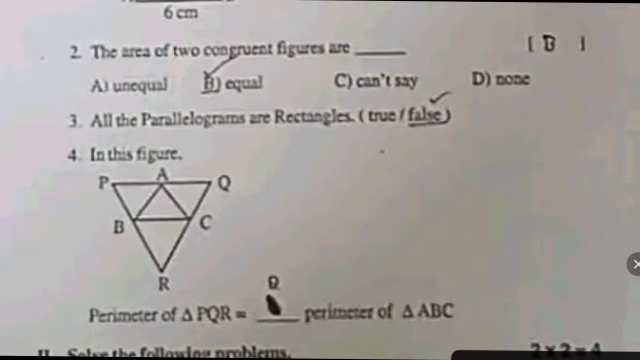 6 cm
2. The area of two congruent figures are ______ [ B ]
A) unequal B) equal C) can't say D) none
3. All the Parallelograms are Rectangles. ( true / false )
4. In this figure,
P A Q
B C
R
Perimeter of Δ PQR = ____ perimeter of Δ ABC
II. Solve the following problems. 2 × 2 = 4